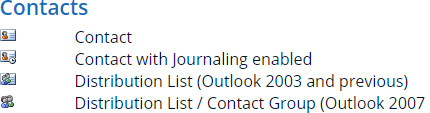 Contacts
Contact
Contact with Journaling enabled
Distribution List (Outlook 2003 and previous)
Distribution List / Contact Group (Outlook 2007